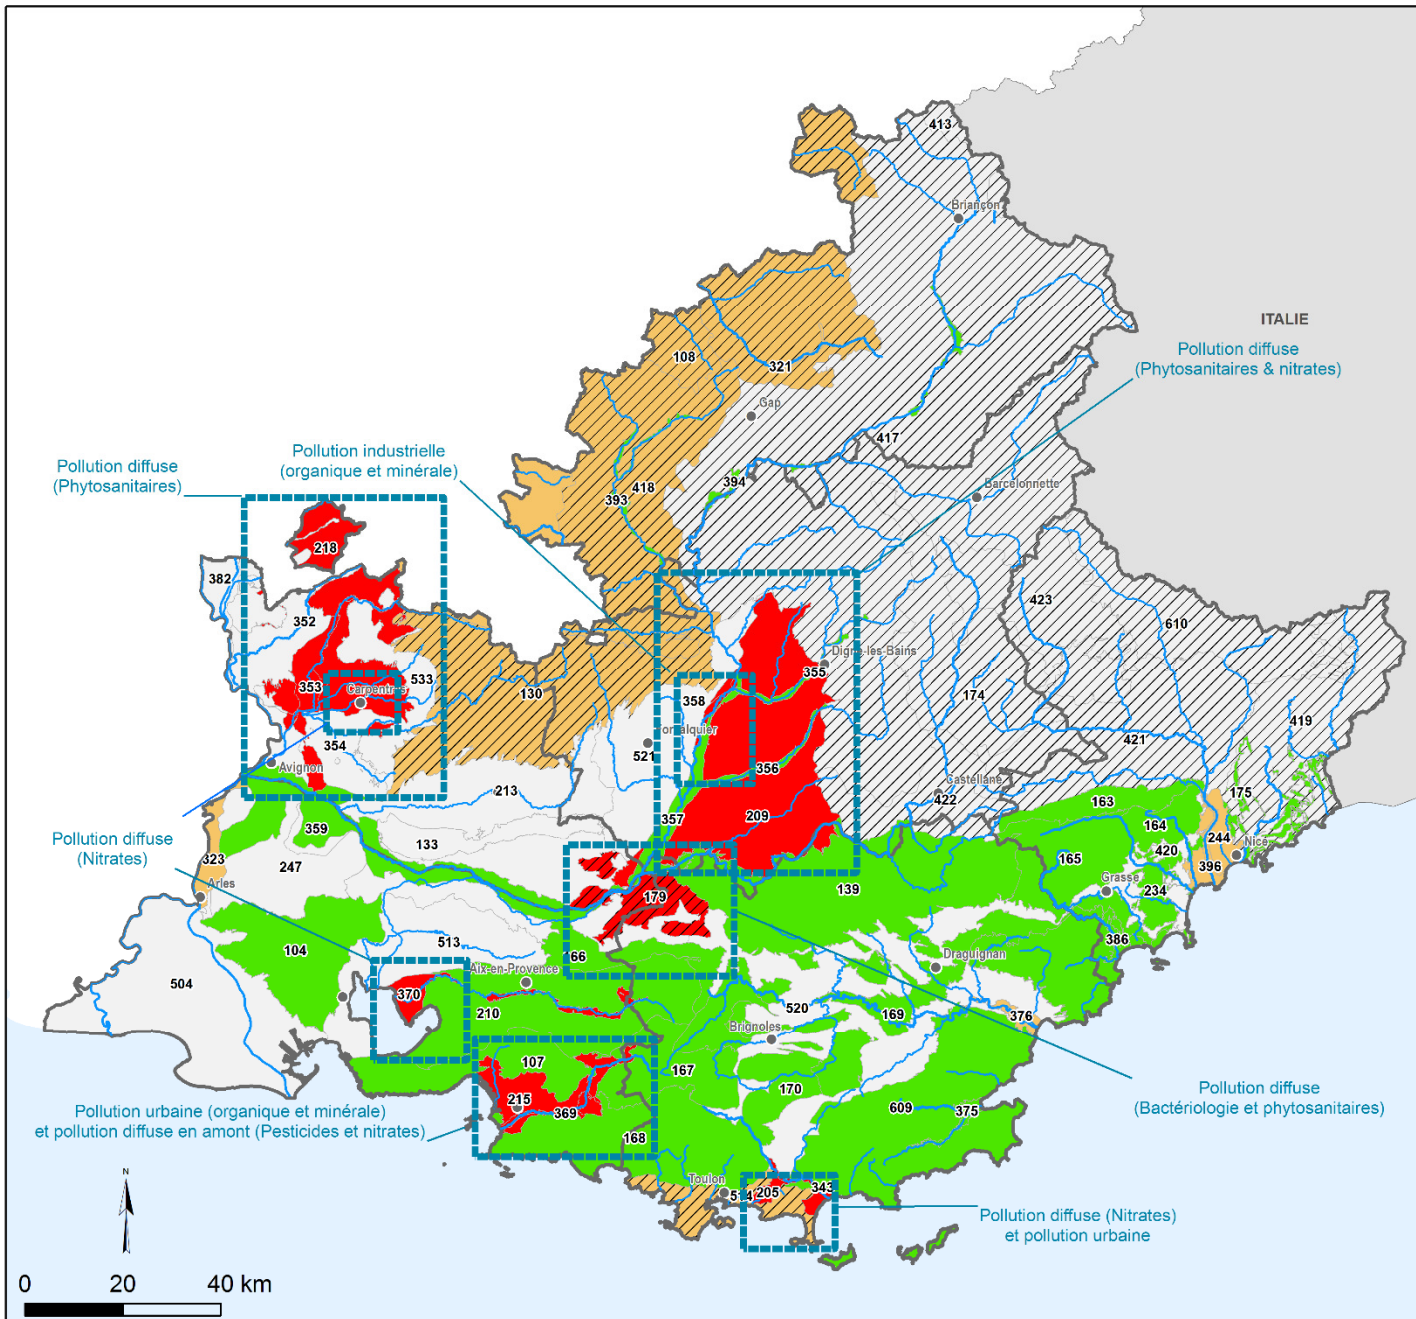 413
Briançon
ITALIE
Pollution diffuse
(Phytosanitaires & nitrates)
108
321
Gap
417
Pollution industrielle
(organique et minérale)
Pollution diffuse
(Phytosanitaires)
418
393
394
Barcelonnette
218
382
352
423
610
533
353
Carpentras
130
355
Digne-les-Bains
358
174
419
354
521
421
Avignon
356
Castellane
422
213
175
163
357
209
359
164
244
133
420
Nice
Pollution diffuse
(Nitrates)
323
247
165
396
Arles
179
139
Grasse
234
104
513
386
66
Draguignan
Aix-en-Provence
504
370
210
520
169
376
Brignoles
107
167
170
Pollution diffuse
(Bactériologie et phytosanitaires)
Pollution urbaine (organique et minérale)
et pollution diffuse en amont (Pesticides et nitrates)
215
369
609
375
168
Toulon
514
205
343
Pollution diffuse (Nitrates)
et pollution urbaine
N
0 20 40 km